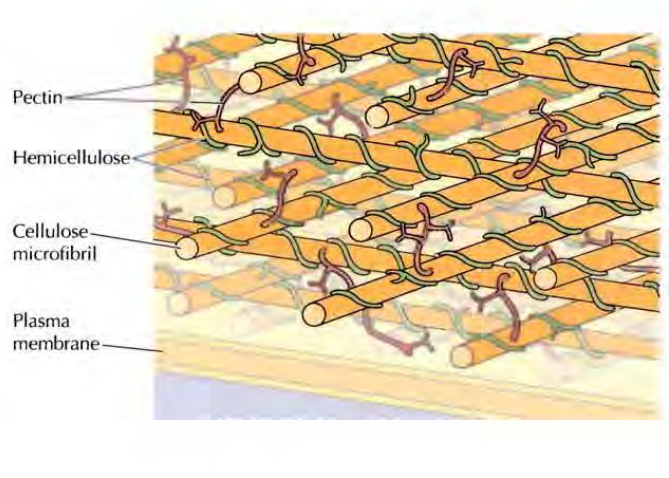 Pectin
Hemicellulose
Cellulose
microfibril
Plasma
membrane